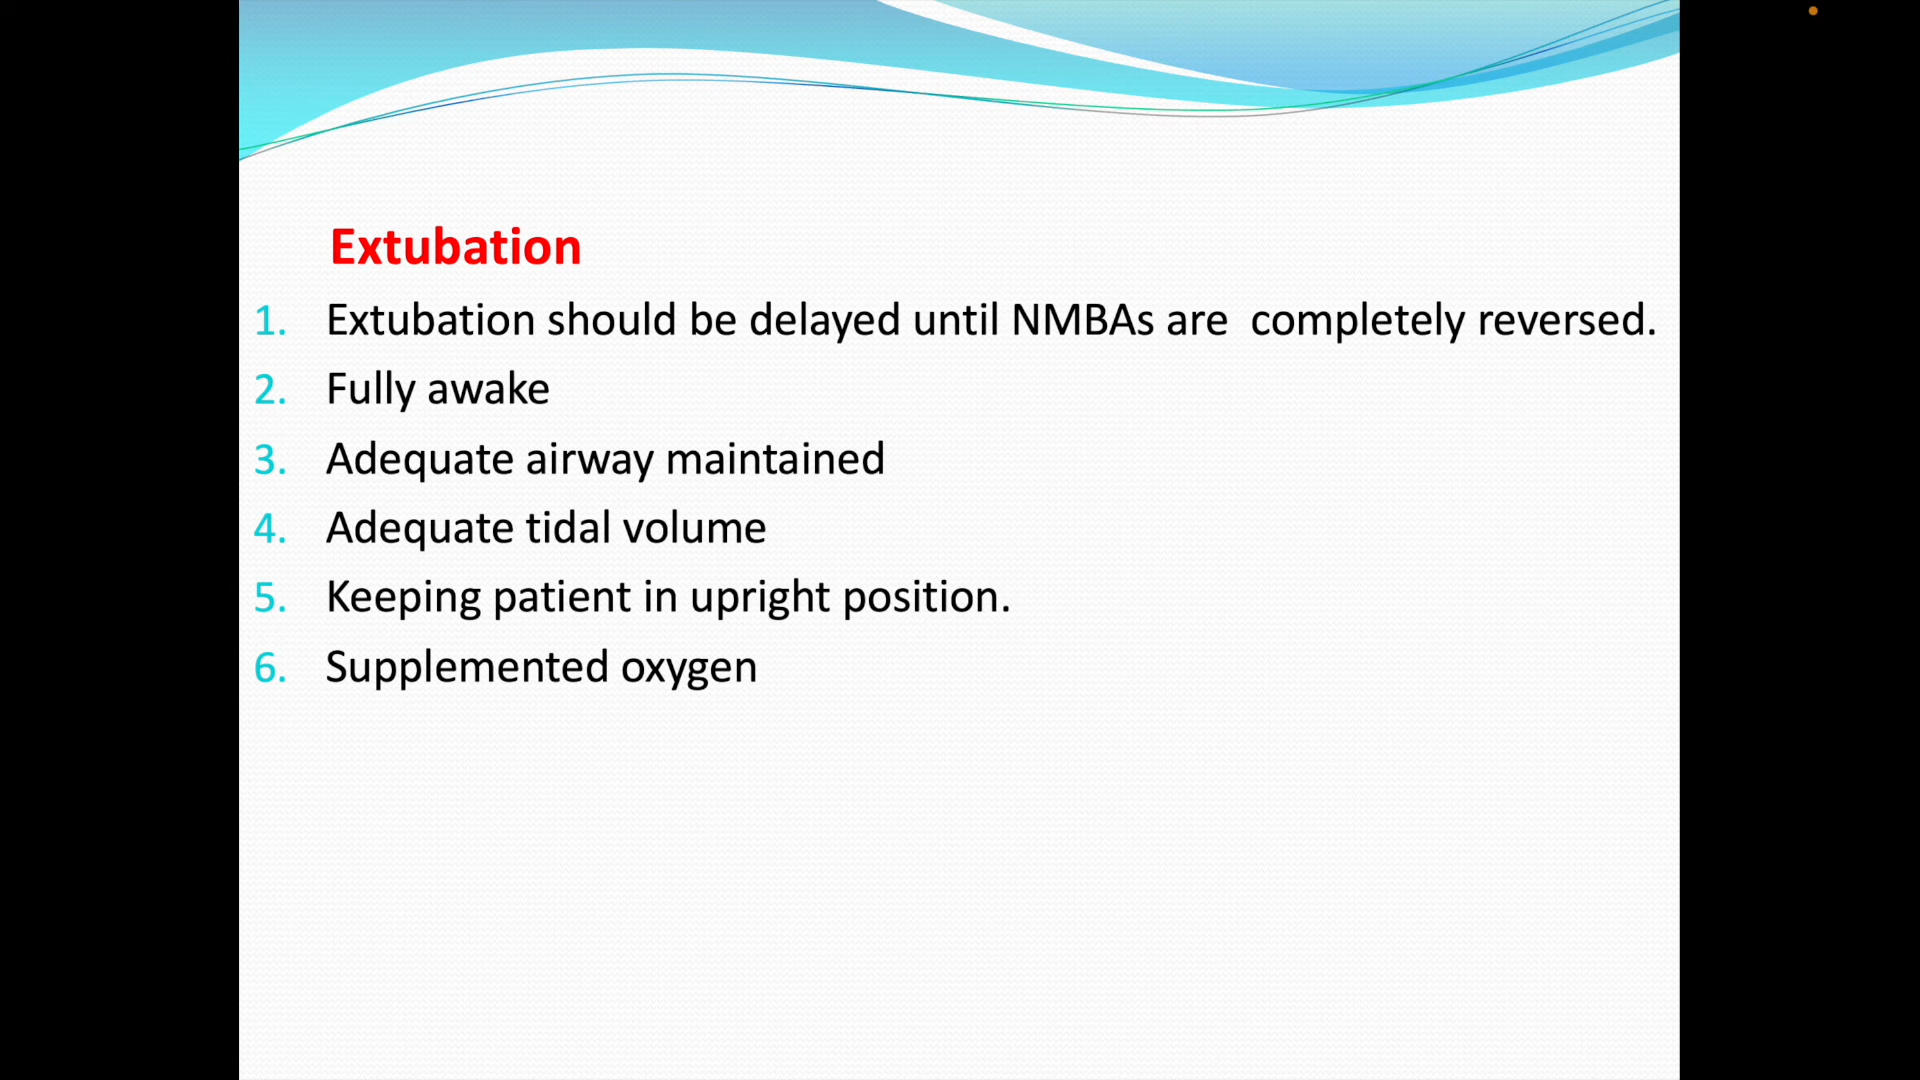 Extubation
1. Extubation should be delayed until NMBAs are completely reversed.
2. Fully awake
3. Adequate airway maintained
4. Adequate tidal volume
5. Keeping patient in upright position.
6. Supplemented oxygen